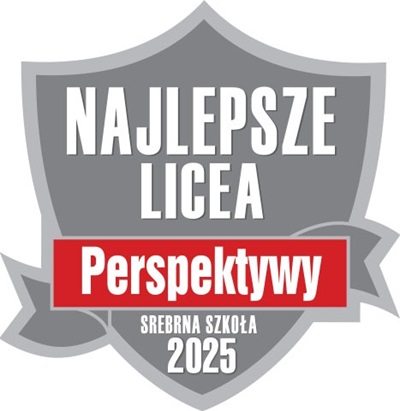 NAJLEPSZE
LICEA
Perspektywy
SREBRNA SZKOŁA
2025